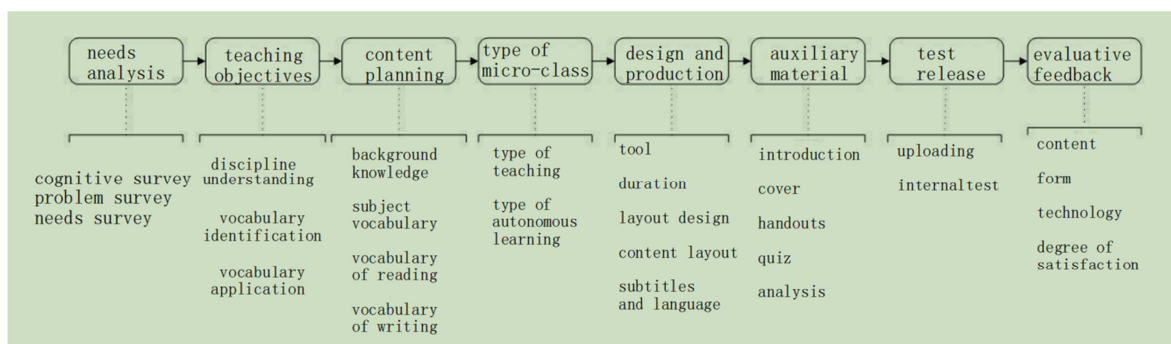 needs
analysis
teaching
objectives
content
planning
type of
micro-class
design and
production
auxiliary
material
test
release
evaluative
feedback
cognitive survey
problem survey
needs survey
discipline
understanding
vocabulary
identification
vocabulary
application
background
knowledge
subject
vocabulary
vocabulary
of reading
vocabulary
of writing
type of
teaching
type of
autonomous
learning
tool
duration
layout design
content layout
subtitles
and language
introduction
cover
handouts
quiz
analysis
uploading
internaltest
content
form
technology
degree of
satisfaction